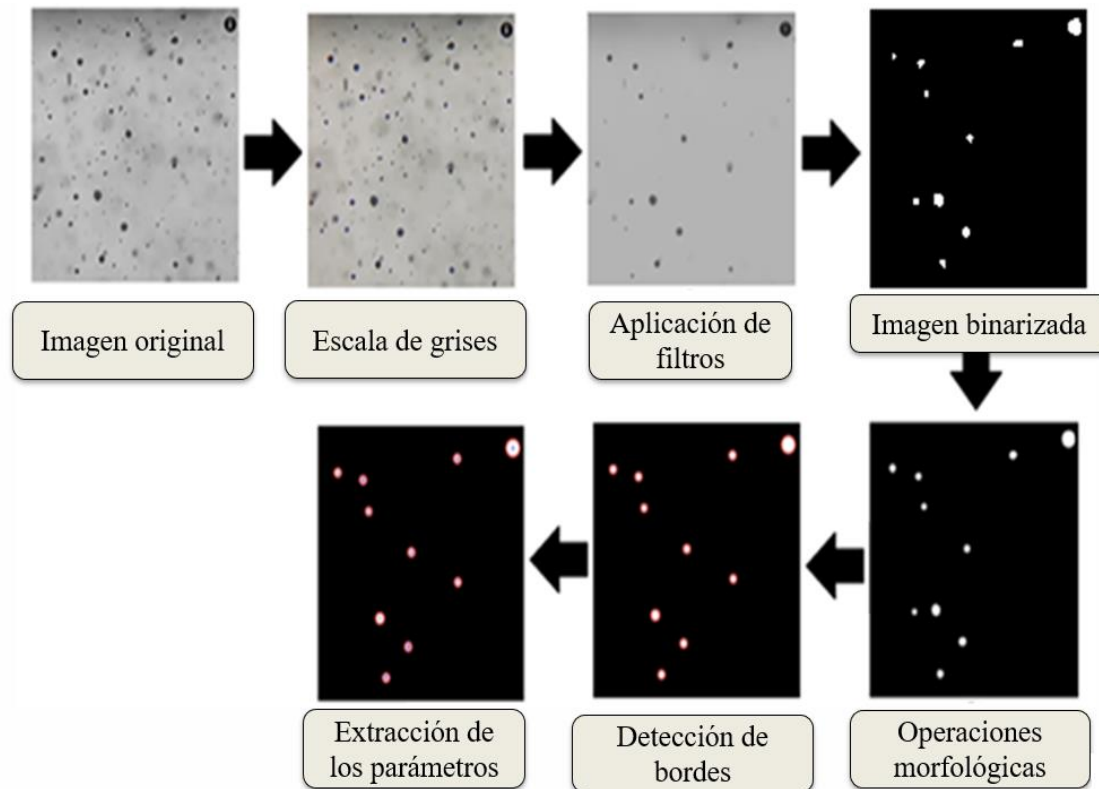 Imagen original
Escala de grises
Aplicación de
filtros
Imagen binarizada
Operaciones
morfológicas
Detección de
bordes
Extracción de
los parámetros